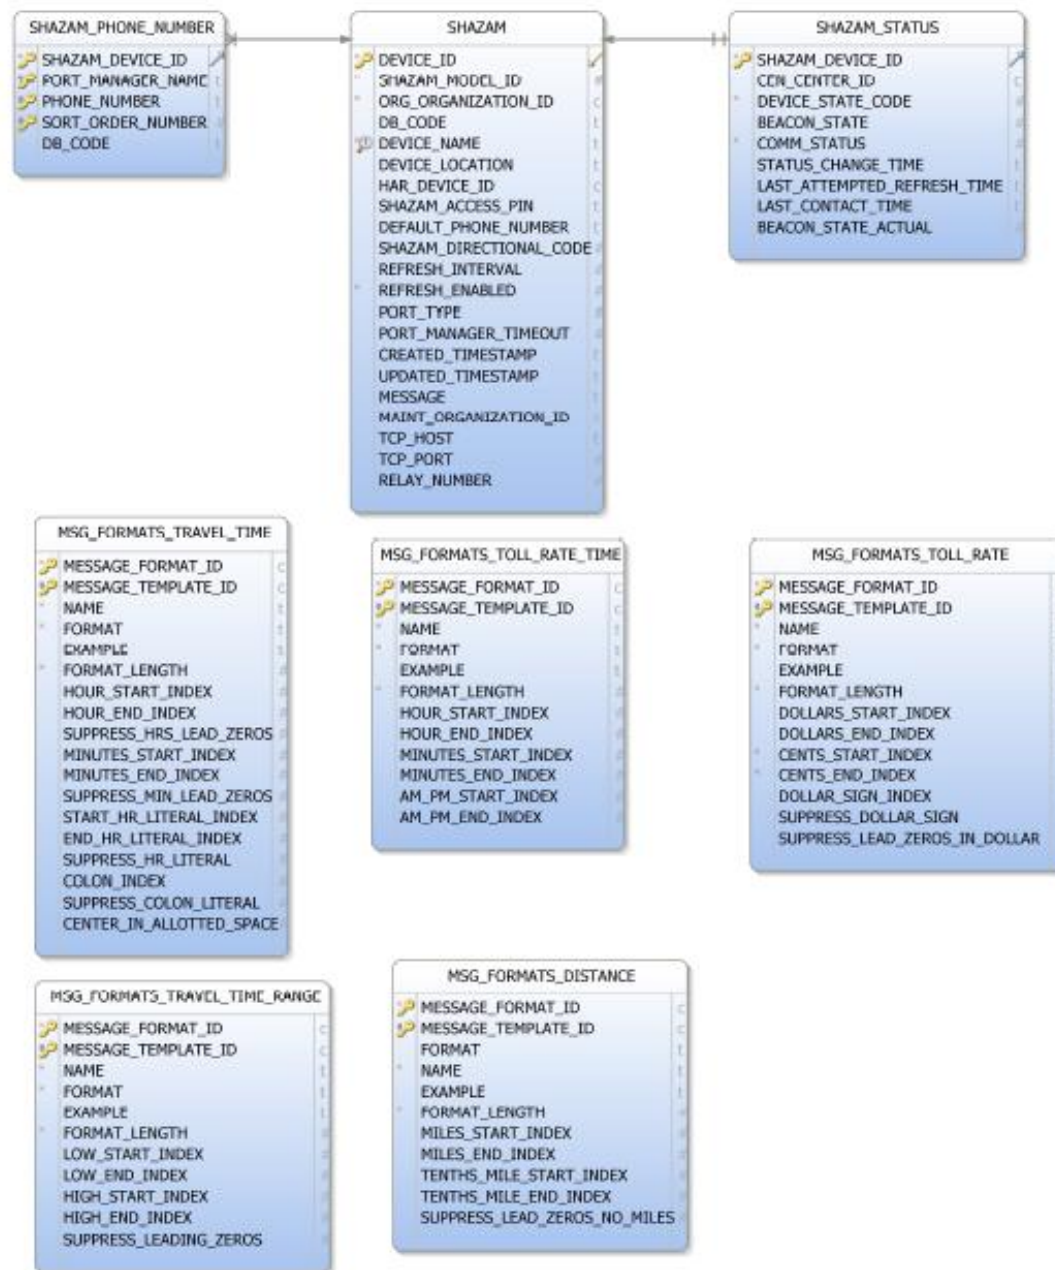 SHAZAM_PHONE_NUMBER
SHAZAM_DEVICE_ID
PORT_MANAGER_NAME t
PHONE_NUMBER t
SORT_ORDER_NUMBER #
DB_CODE t
SHAZAM
DEVICE_ID
SHAZAM_MODEL_ID #
ORG_ORGANIZATION_ID c
DB_CODE t
DEVICE_NAME t
DEVICE_LOCATION t
HAR_DEVICE_ID c
SHAZAM_ACCESS_PIN t
DEFAULT_PHONE_NUMBER t
SHAZAM_DIRECTIONAL_CODE #
REFRESH_INTERVAL #
REFRESH_ENABLED #
PORT_TYPE #
PORT_MANAGER_TIMEOUT #
CREATED_TIMESTAMP t
UPDATED_TIMESTAMP t
MESSAGE t
MAINT_ORGANIZATION_ID
TCP_HOST t
TCP_PORT #
RELAY_NUMBER #
SHAZAM_STATUS
SHAZAM_DEVICE_ID
CEN_CENTER_ID c
DEVICE_STATE_CODE #
BEACON_STATE #
COMM_STATUS #
STATUS_CHANGE_TIME t
LAST_ATTEMPTED_REFRESH_TIME t
LAST_CONTACT_TIME t
BEACON_STATE_ACTUAL #
MSG_FORMATS_TRAVEL_TIME
MESSAGE_FORMAT_ID c
MESSAGE_TEMPLATE_ID c
NAME t
FORMAT t
EXAMPLE t
FORMAT_LENGTH #
HOUR_START_INDEX #
HOUR_END_INDEX #
SUPPRESS_HRS_LEAD_ZEROS #
MINUTES_START_INDEX #
MINUTES_END_INDEX #
SUPPRESS_MIN_LEAD_ZEROS #
START_HR_LITERAL_INDEX #
END_HR_LITERAL_INDEX #
SUPPRESS_HR_LITERAL #
COLON_INDEX #
SUPPRESS_COLON_LITERAL #
CENTER_IN_ALLOTTED_SPACE #
MSG_FORMATS_TOLL_RATE_TIME
MESSAGE_FORMAT_ID c
MESSAGE_TEMPLATE_ID c
NAME t
FORMAT t
EXAMPLE t
FORMAT_LENGTH #
HOUR_START_INDEX #
HOUR_END_INDEX #
MINUTES_START_INDEX #
MINUTES_END_INDEX #
AM_PM_START_INDEX #
AM_PM_END_INDEX #
MSG_FORMATS_TOLL_RATE
MESSAGE_FORMAT_ID
MESSAGE_TEMPLATE_ID
NAME
FORMAT
EXAMPLE
FORMAT_LENGTH
DOLLARS_START_INDEX
DOLLARS_END_INDEX
CENTS_START_INDEX
CENTS_END_INDEX
DOLLAR_SIGN_INDEX
SUPPRESS_DOLLAR_SIGN
SUPPRESS_LEAD_ZEROS_IN_DOLLAR
MSG_FORMATS_TRAVEL_TIME_RANGE
MESSAGE_FORMAT_ID c
MESSAGE_TEMPLATE_ID c
NAME t
FORMAT t
EXAMPLE t
FORMAT_LENGTH #
LOW_START_INDEX #
LOW_END_INDEX #
HIGH_START_INDEX #
HIGH_END_INDEX #
SUPPRESS_LEADING_ZEROS #
MSG_FORMATS_DISTANCE
MESSAGE_FORMAT_ID c
MESSAGE_TEMPLATE_ID c
FORMAT t
NAME t
EXAMPLE t
FORMAT_LENGTH #
MILES_START_INDEX #
MILES_END_INDEX #
TENTHS_MILE_START_INDEX #
TENTHS_MILE_END_INDEX #
SUPPRESS_LEAD_ZEROS_NO_MILES #